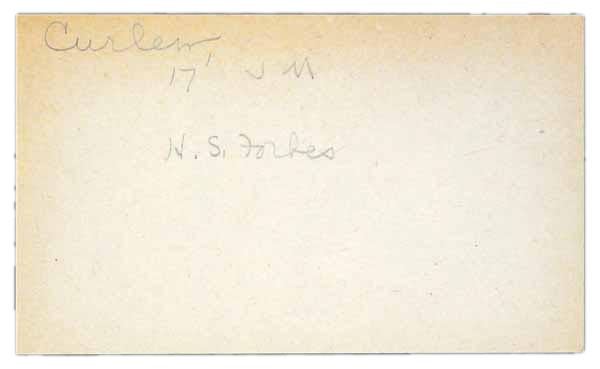 Curlew
17' J M
H. S. Forbes